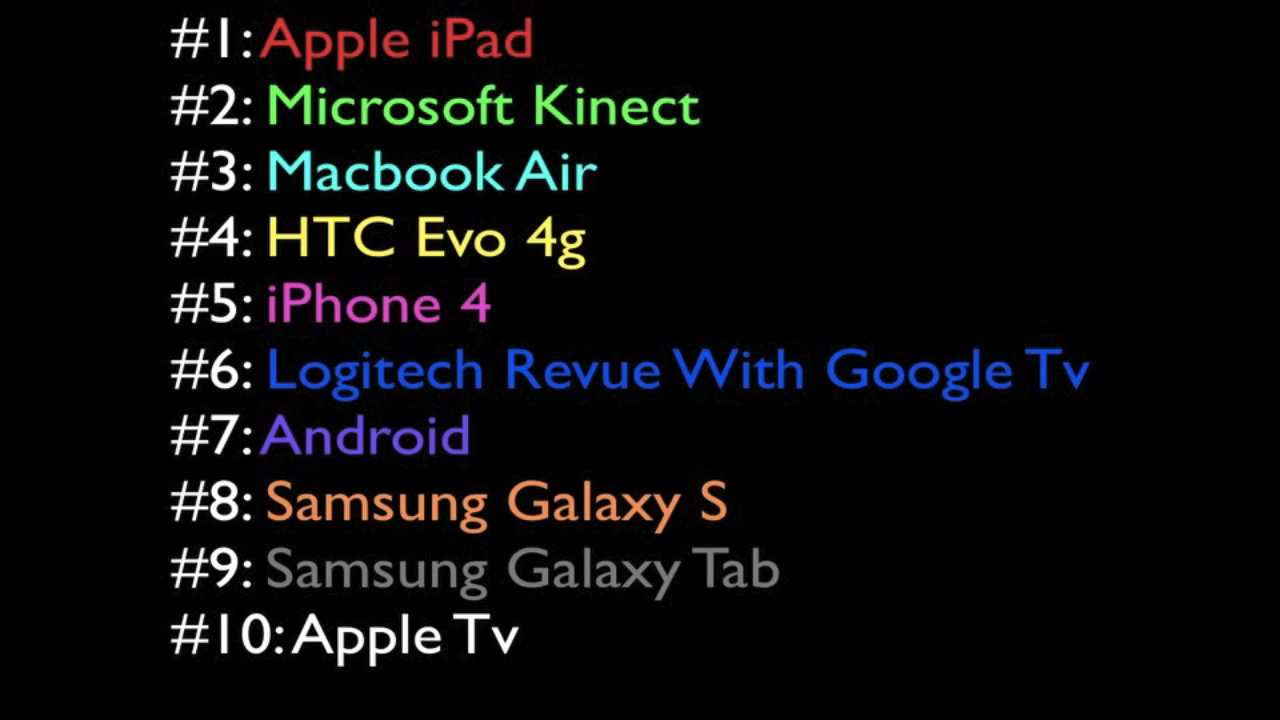 #1: Apple iPad
#2: Microsoft Kinect
#3: Macbook Air
#4: HTC Evo 4g
#5: iPhone 4
#6: Logitech Revue With Google Tv
#7: Android
#8: Samsung Galaxy S
#9: Samsung Galaxy Tab
#10: Apple Tv